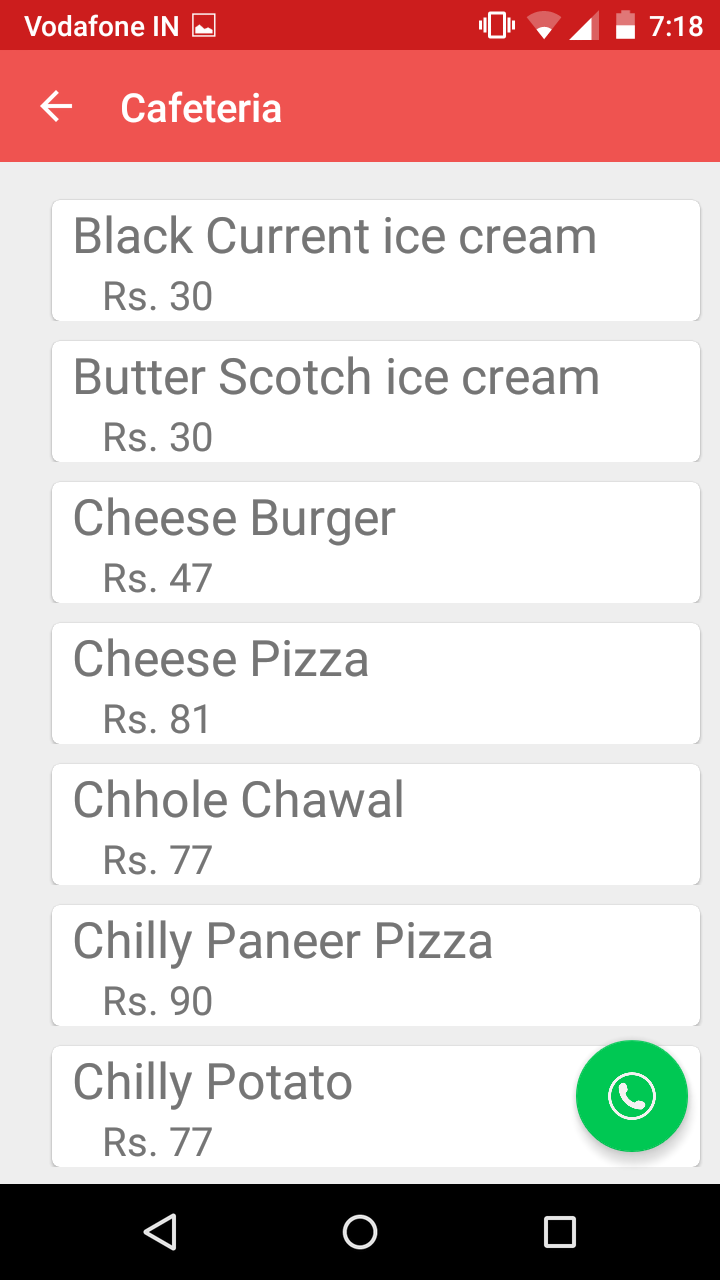 Vodafone IN
7:18
Cafeteria
Black Current ice cream
Rs. 30
Butter Scotch ice cream
Rs. 30
Cheese Burger
Rs. 47
Cheese Pizza
Rs. 81
Chhole Chawal
Rs. 77
Chilly Paneer Pizza
Rs. 90
Chilly Potato
Rs. 77